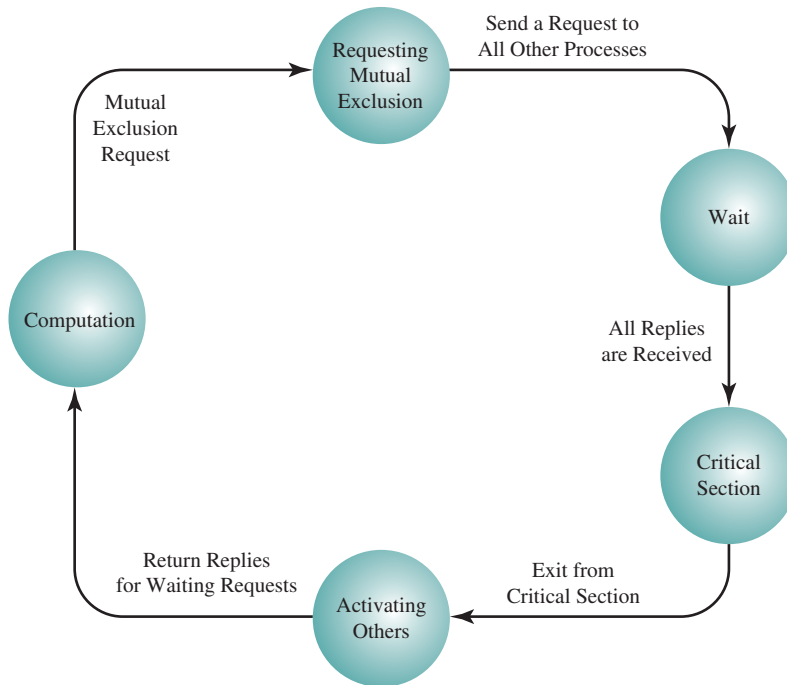 Send a Request to
All Other Processes
Requesting
Mutual
Exclusion
Mutual
Exclusion
Request
Wait
Computation
All Replies
are Received
Critical
Section
Return Replies
for Waiting Requests
Exit from
Critical Section
Activating
Others